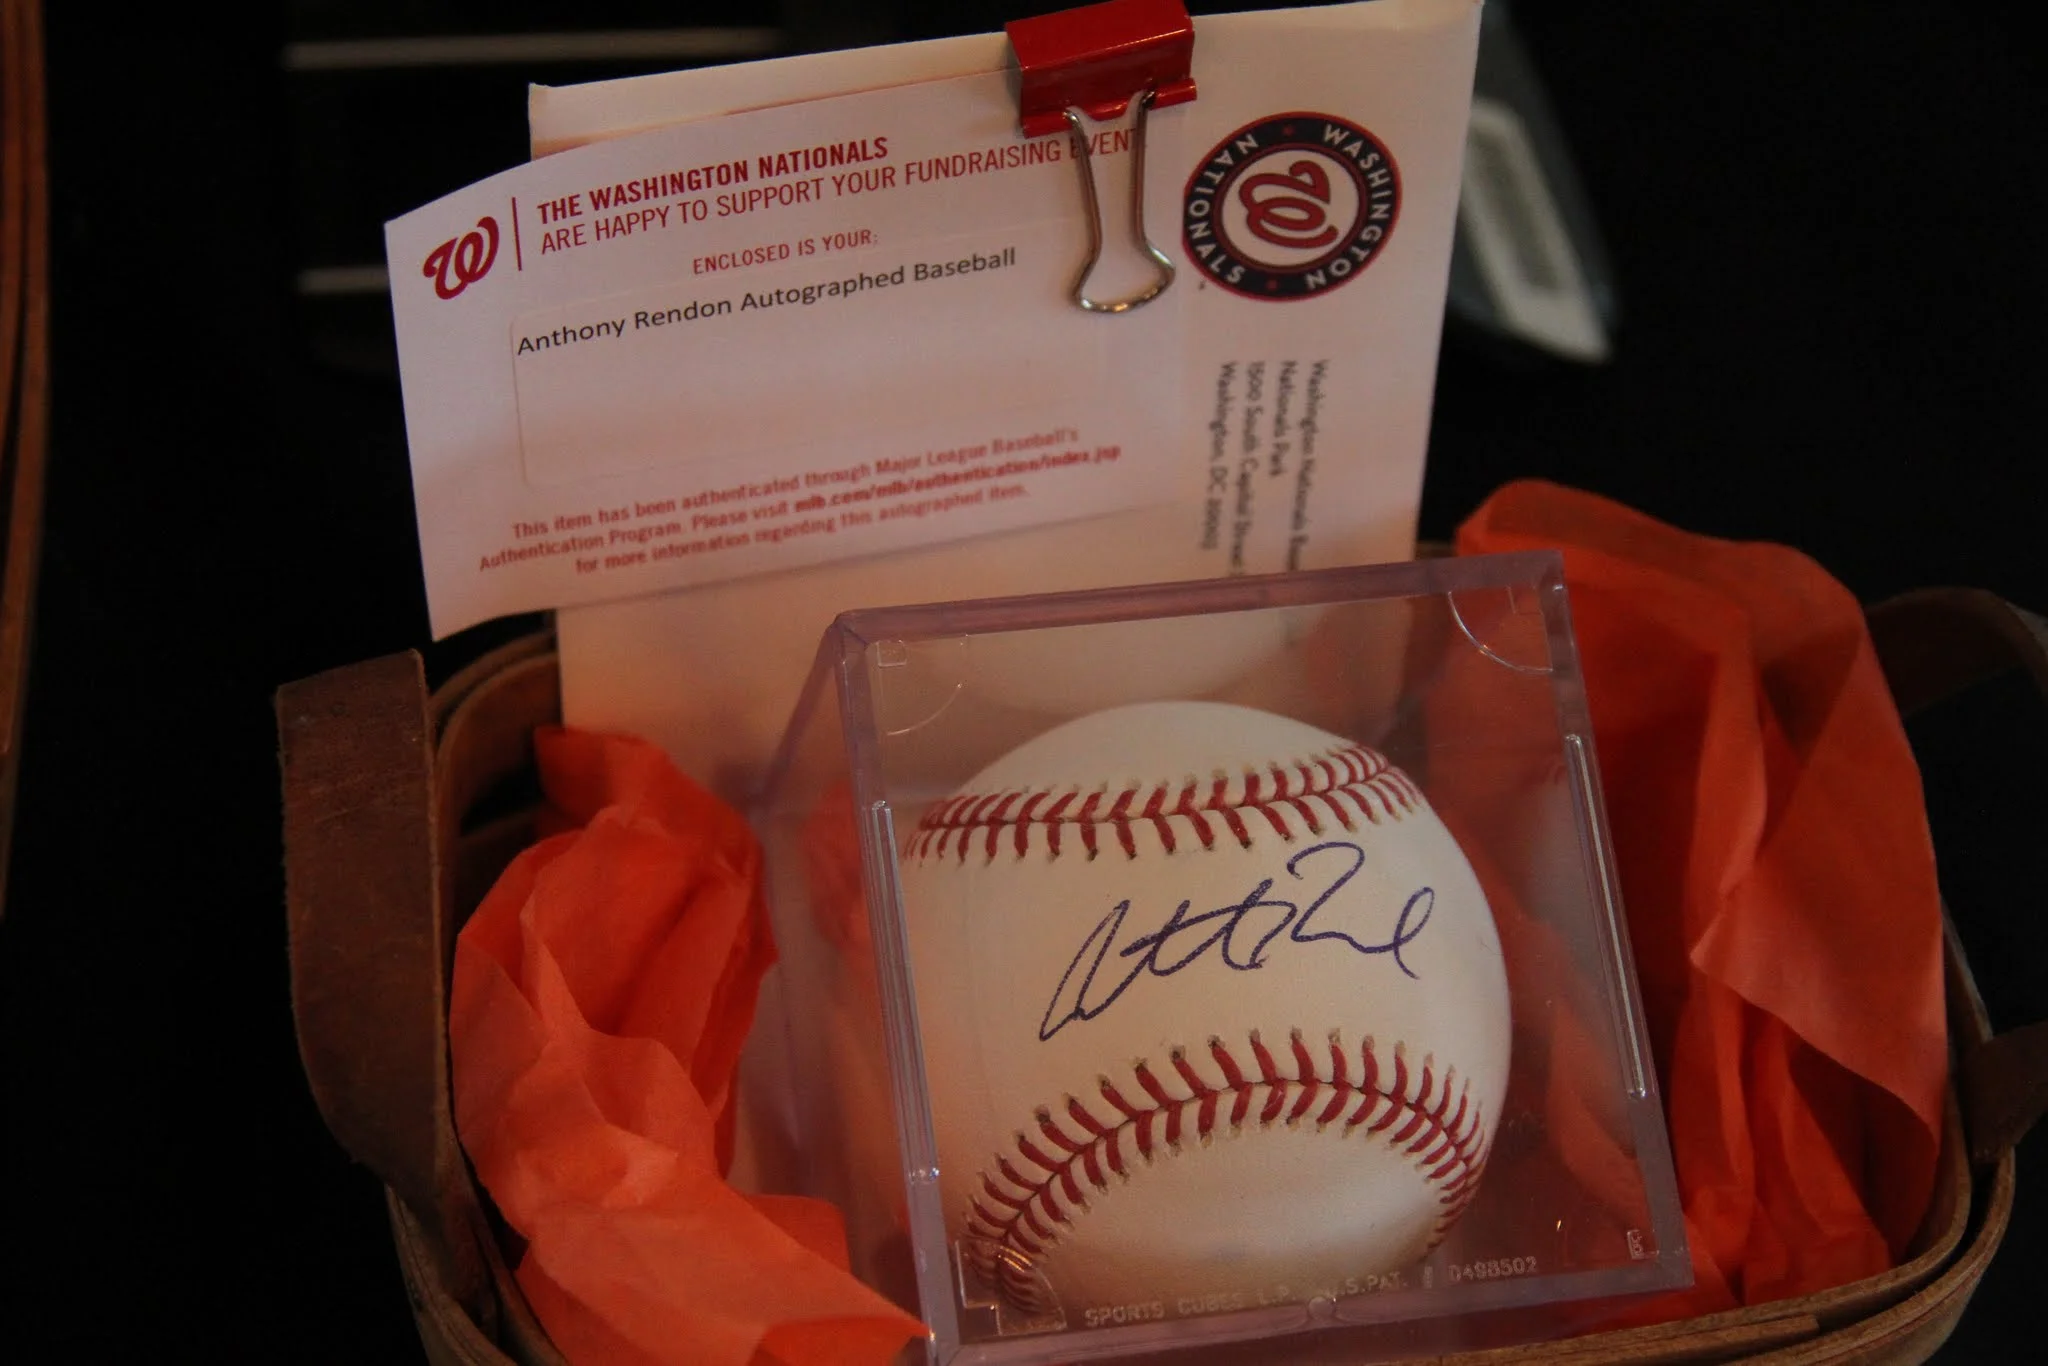 THE WASHINGTON NATIONALS
ARE HAPPY TO SUPPORT YOUR FUNDRAISING EVENT
ENCLOSED IS YOUR:
Anthony Rendon Autographed Baseball
This item has been authenticated through Major League Baseball's
Authentication Program. Please visit mlb.com/mlb/authentication/index.jsp
for more information regarding this autographed item.
W
WASHINGTON NATIONALS
W
Washington Nationals
Nationals Park
1500 South Capitol Street
Washington, DC
SPORTS CUBES L.P. U.S.PAT. # 0498502